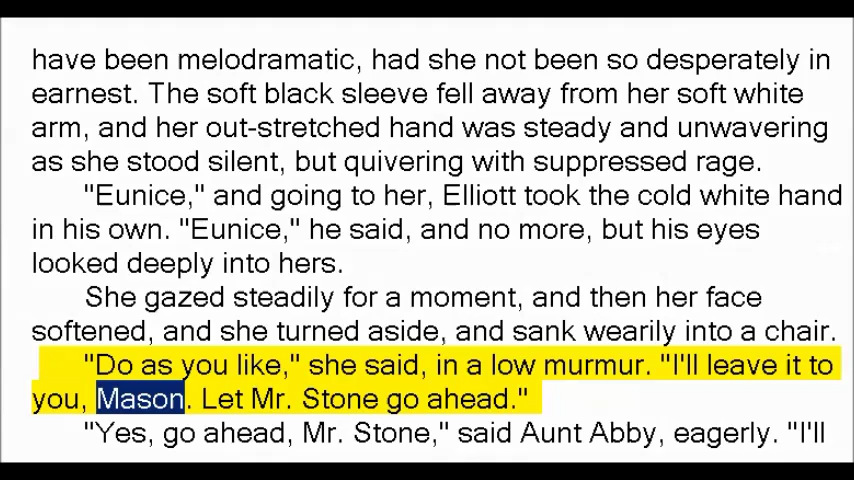 have been melodramatic, had she not been so desperately in
earnest. The soft black sleeve fell away from her soft white
arm, and her out-stretched hand was steady and unwavering
as she stood silent, but quivering with suppressed rage.
"Eunice," and going to her, Elliott took the cold white hand
in his own. "Eunice," he said, and no more, but his eyes
looked deeply into hers.
She gazed steadily for a moment, and then her face
softened, and she turned aside, and sank wearily into a chair.
"Do as you like," she said, in a low murmur. "I'll leave it to
you, Mason. Let Mr. Stone go ahead."
"Yes, go ahead, Mr. Stone," said Aunt Abby, eagerly. "I'll